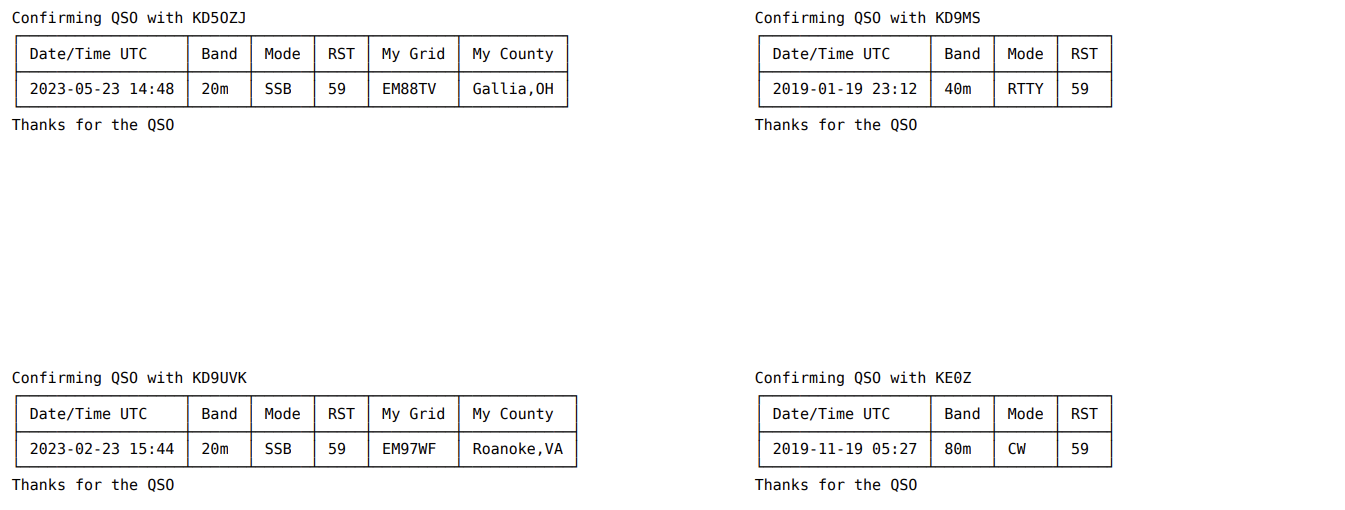 Confirming QSO with KD5OZJ
Date/Time UTC Band Mode RST My Grid My County
2023-05-23 14:48 20m SSB 59 EM88TV Gallia,OH
Thanks for the QSO
Confirming QSO with KD9MS
Date/Time UTC Band Mode RST
2019-01-19 23:12 40m RTTY 59
Thanks for the QSO
Confirming QSO with KD9UVK
Date/Time UTC Band Mode RST My Grid My County
2023-02-23 15:44 20m SSB 59 EM97WF Roanoke,VA
Thanks for the QSO
Confirming QSO with KE0Z
Date/Time UTC Band Mode RST
2019-11-19 05:27 80m CW 59
Thanks for the QSO